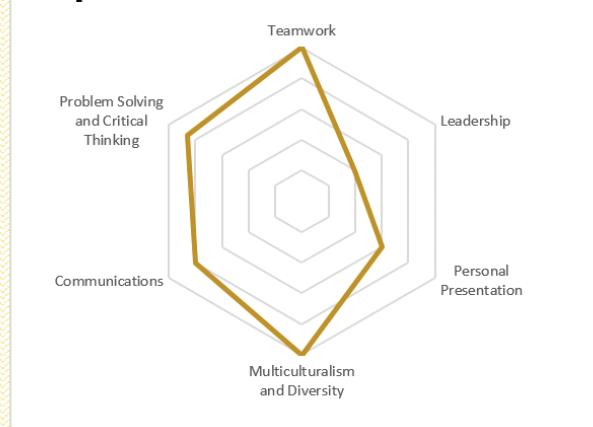 Teamwork
Problem Solving
and Critical
Thinking
Leadership
Communications
Personal
Presentation
Multiculturalism
and Diversity